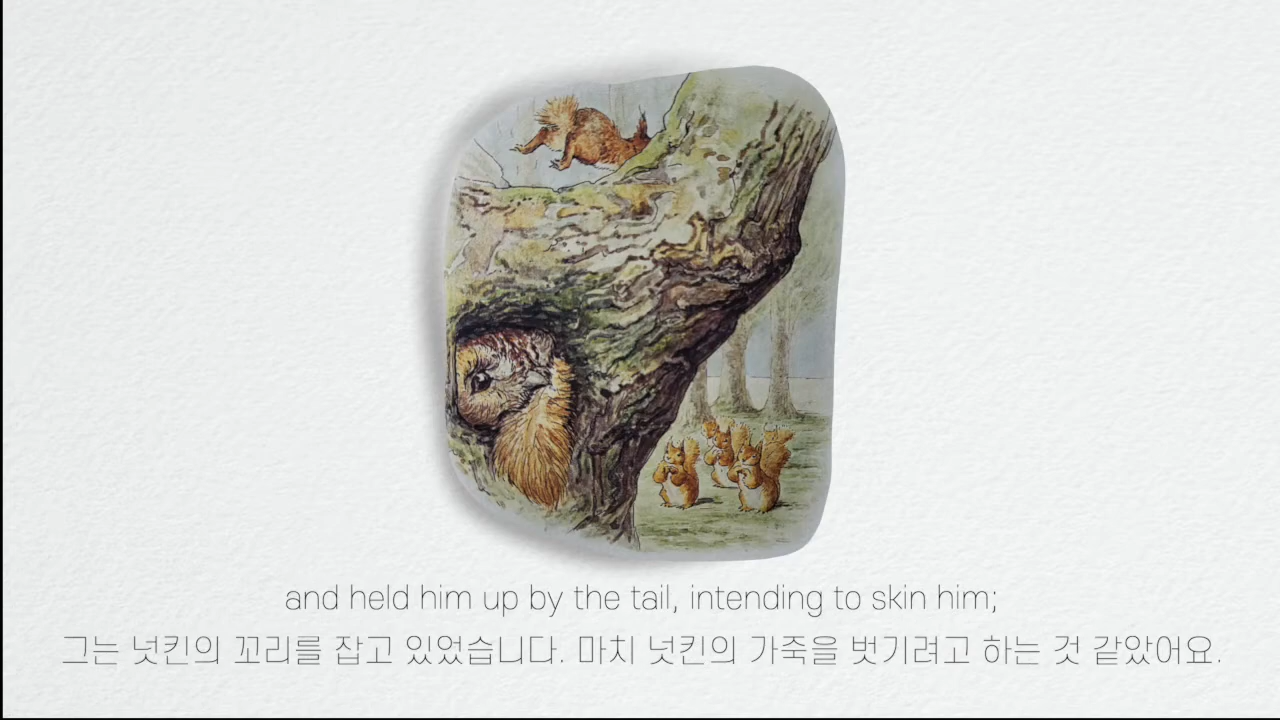 and held him up by the tail, intending to skin him;
그는 넛킨의 꼬리를 잡고 있었습니다. 마치 넛킨의 가죽을 벗기려고 하는 것 같았어요.